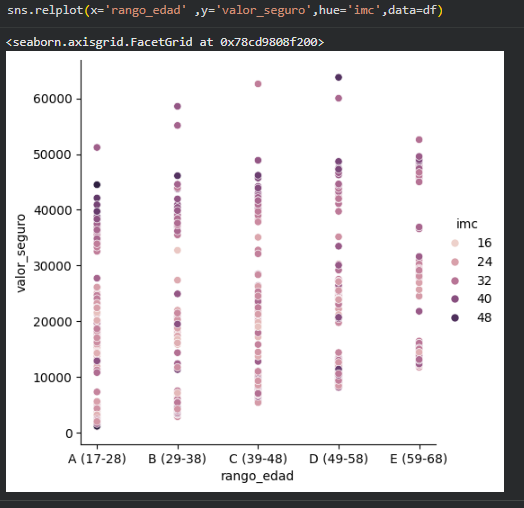 sns.relplot(x='rango_edad' ,y='valor_seguro',hue='imc',data=df)
<seaborn.axisgrid.FacetGrid at 0x78cd9808f200>
60000
50000
40000
30000
20000
10000
0
valor_seguro
imc
16
24
32
40
48
A (17-28) B (29-38) C (39-48) D (49-58) E (59-68)
rango_edad